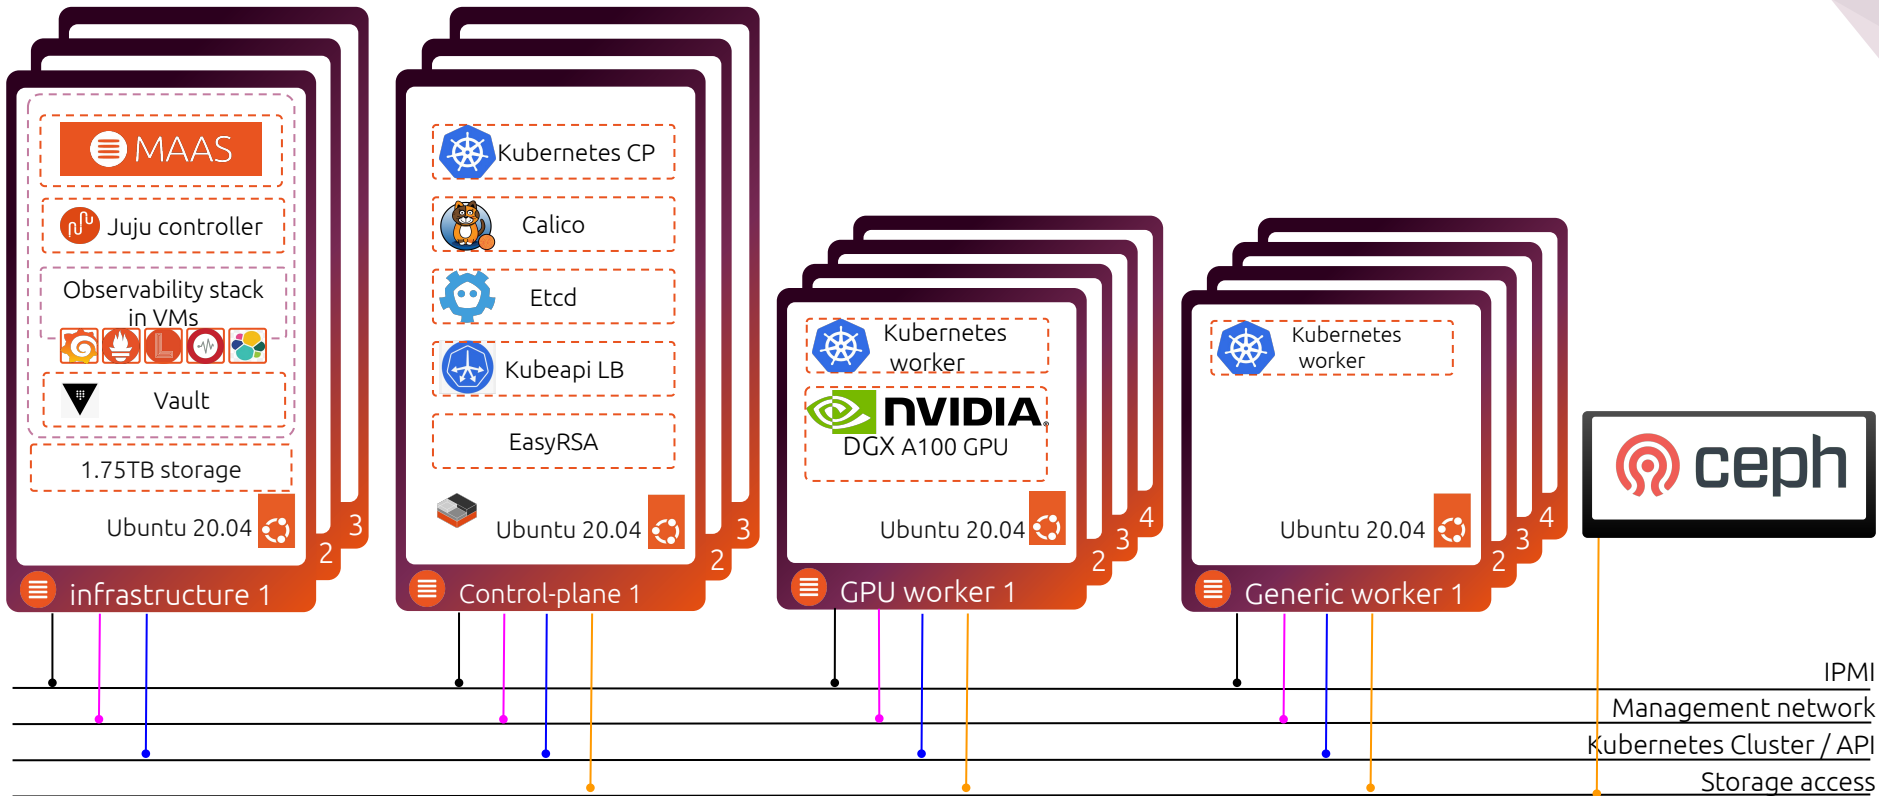 MAAS
Juju controller
Observability stack
in VMs
L
Vault
1.75TB storage
Ubuntu 20.04
infrastructure 1
2
3
Kubernetes CP
Calico
Etcd
Kubeapi LB
EasyRSA
Ubuntu 20.04
Control-plane 1
2
3
Kubernetes
worker
NVIDIA
DGX A100 GPU
Ubuntu 20.04
GPU worker 1
2
3
4
Kubernetes
worker
Ubuntu 20.04
Generic worker 1
2
3
4
ceph
IPMI
Management network
Kubernetes Cluster / API
Storage access